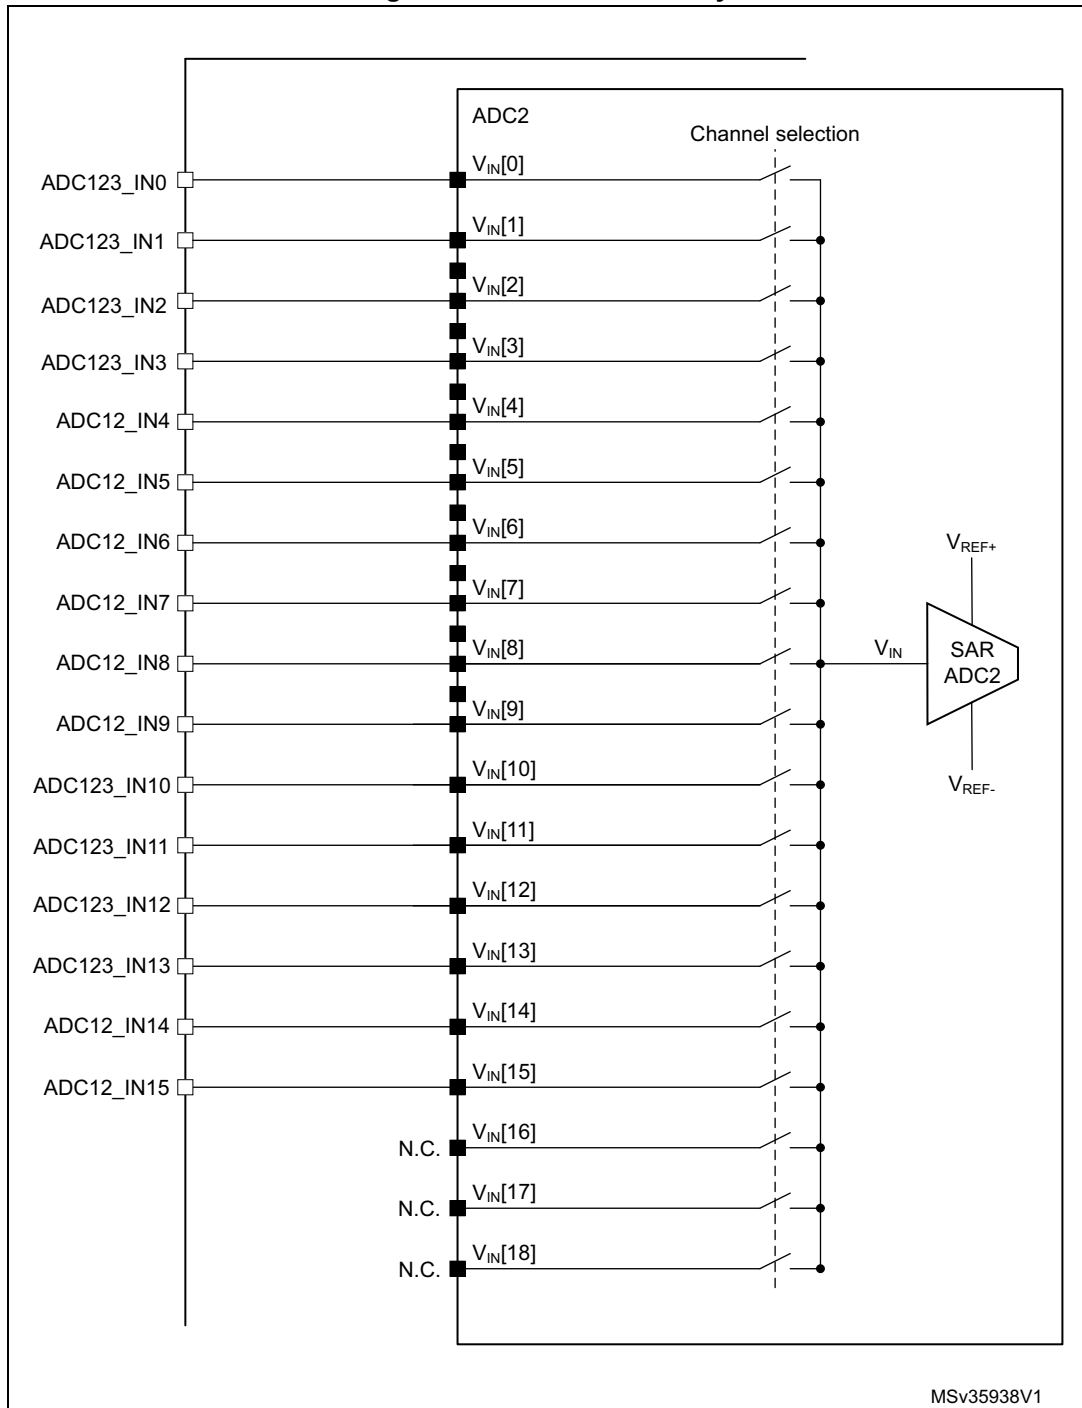 ADC2
Channel selection
ADC123_IN0 VIN[0]
ADC123_IN1 VIN[1]
ADC123_IN2 VIN[2]
ADC123_IN3 VIN[3]
ADC12_IN4 VIN[4]
ADC12_IN5 VIN[5]
ADC12_IN6 VIN[6]
VREF+
ADC12_IN7 VIN[7]
ADC12_IN8 VIN[8] VIN SAR
ADC2
ADC12_IN9 VIN[9]
ADC123_IN10 VIN[10] VREF-
ADC123_IN11 VIN[11]
ADC123_IN12 VIN[12]
ADC123_IN13 VIN[13]
ADC12_IN14 VIN[14]
ADC12_IN15 VIN[15]
N.C. VIN[16]
N.C. VIN[17]
N.C. VIN[18]
MSv35938V1